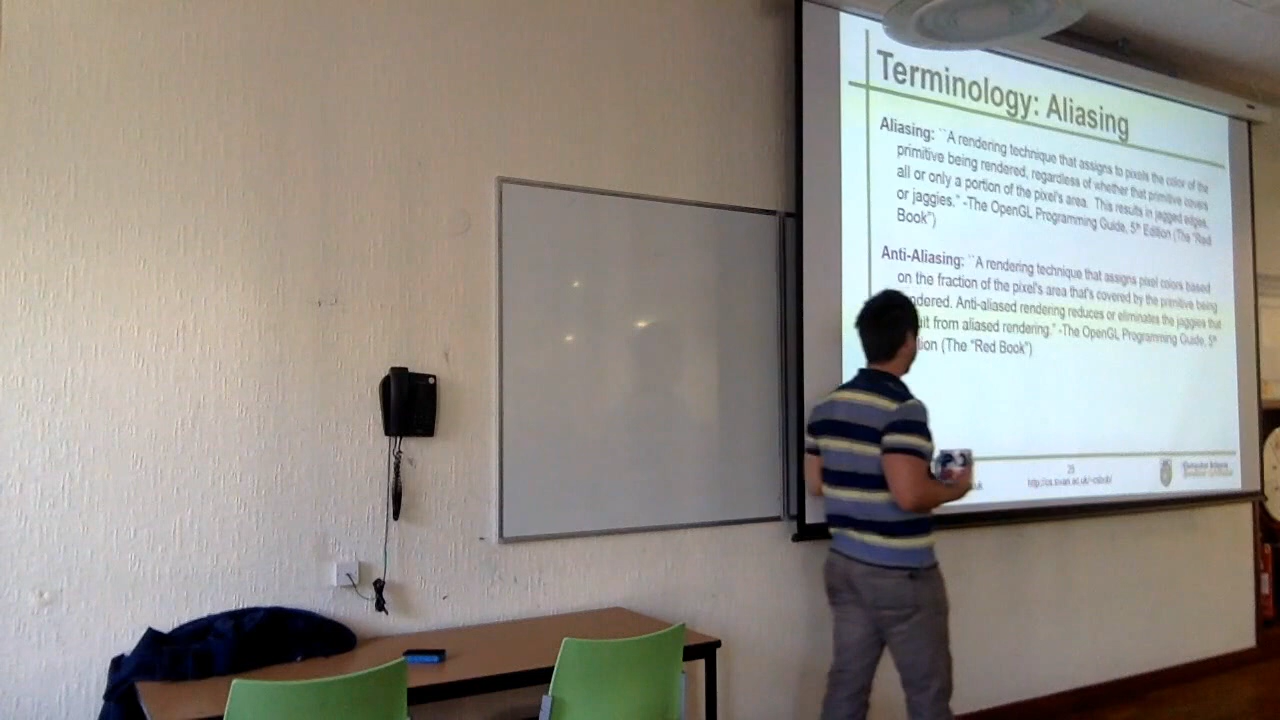 Terminology: Aliasing
Aliasing: ``A rendering technique that assigns to pixels the color of the
primitive being rendered, regardless of whether that primitive covers
all or only a portion of the pixel's area. This results in jagged edges,
or jaggies." -The OpenGL Programming Guide, 5th Edition (The "Red
Book")
Anti-Aliasing: ``A rendering technique that assigns pixel colors based
on the fraction of the pixel's area that's covered by the primitive being
ndered. Anti-aliased rendering reduces or eliminates the jaggies that
from aliased rendering." -The OpenGL Programming Guide, 5th
(The "Red Book")
25